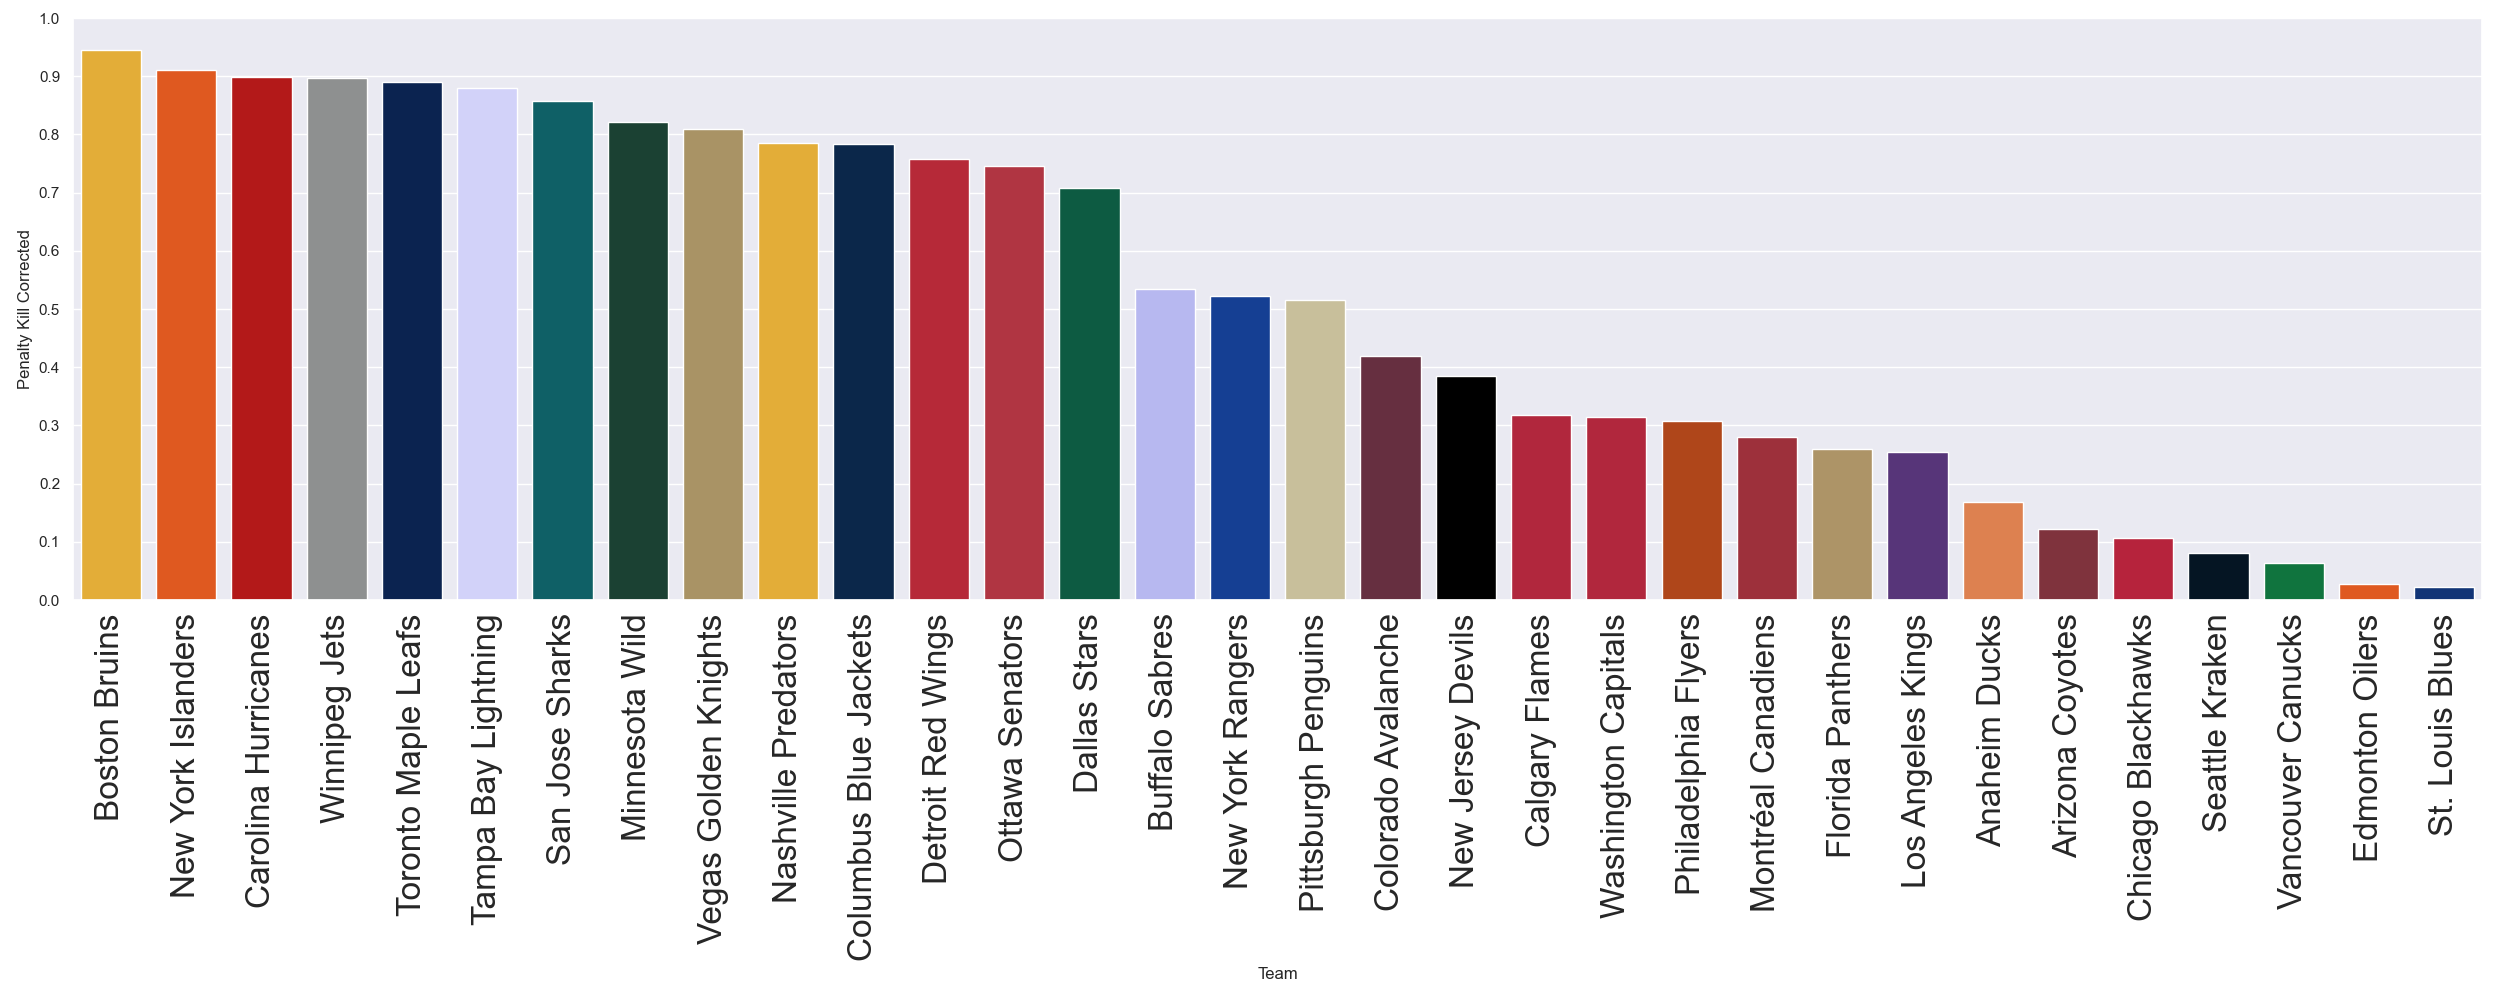 1.0
0.9
0.8
0.7
0.6
0.5
0.4
0.3
0.2
0.1
0.0
Penalty Kill Corrected
Boston Bruins
New York Islanders
Carolina Hurricanes
Winnipeg Jets
Toronto Maple Leafs
Tampa Bay Lightning
San Jose Sharks
Minnesota Wild
Vegas Golden Knights
Nashville Predators
Columbus Blue Jackets
Detroit Red Wings
Ottawa Senators
Dallas Stars
Buffalo Sabres
New York Rangers
Pittsburgh Penguins
Colorado Avalanche
New Jersey Devils
Calgary Flames
Washington Capitals
Philadelphia Flyers
Montréal Canadiens
Florida Panthers
Los Angeles Kings
Anaheim Ducks
Arizona Coyotes
Chicago Blackhawks
Seattle Kraken
Vancouver Canucks
Edmonton Oilers
St. Louis Blues
Team